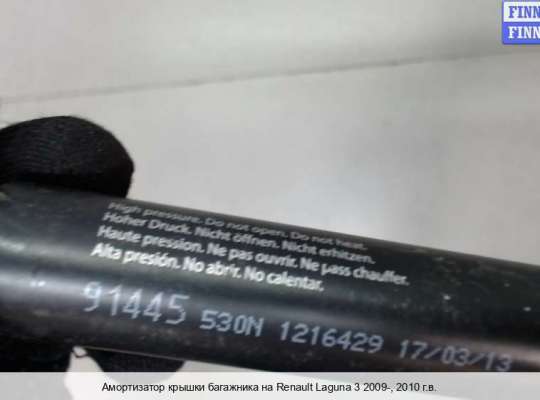 FINN
FINN
High pressure. Do not open. Do not heat.
Hoher Druck. Nicht öffnen. Nicht erhitzen.
Haute pression. Ne pas ouvrir. Ne pass chauffer.
Alta presión. No abrir. No calentar.
91445 530N 1216429 17/03/13
Амортизатор крышки багажника на Renault Laguna 3 2009-, 2010 г.в.